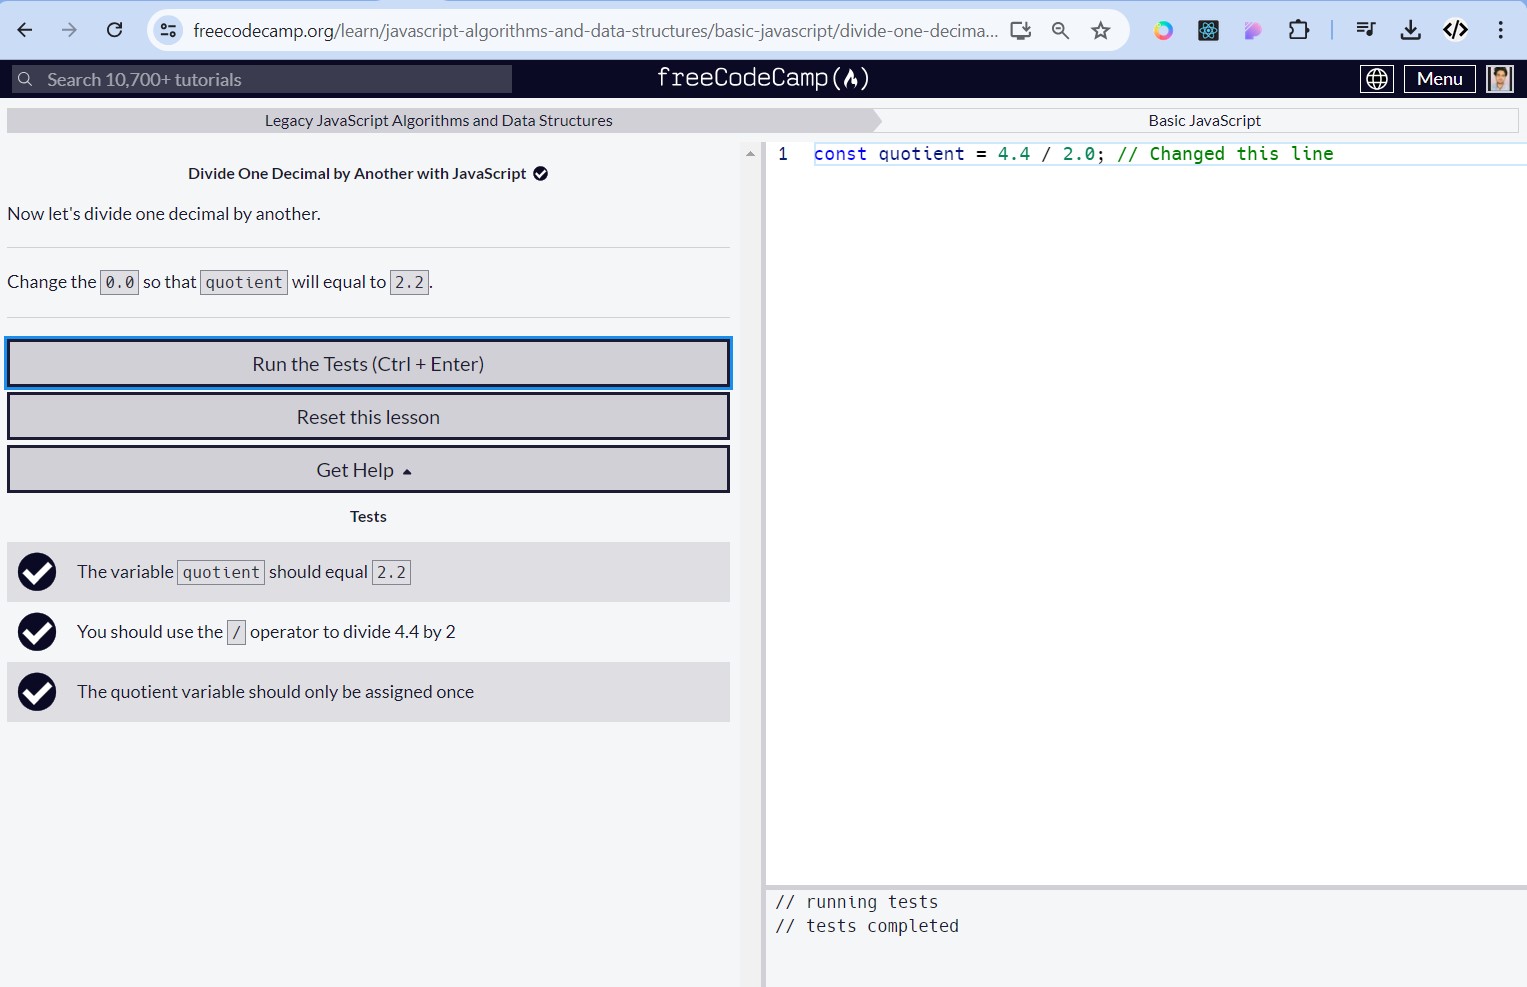 freecodecamp.org/learn/javascript-algorithms-and-data-structures/basic-javascript/divide-one-decima...
Search 10,700+ tutorials
freeCodeCamp
Menu
Legacy JavaScript Algorithms and Data Structures
Basic JavaScript
Divide One Decimal by Another with JavaScript
Now let's divide one decimal by another.
Change the 0.0 so that quotient will equal to 2.2.
Run the Tests (Ctrl + Enter)
Reset this lesson
Get Help
Tests
The variable quotient should equal 2.2
You should use the / operator to divide 4.4 by 2
The quotient variable should only be assigned once
1 const quotient = 4.4 / 2.0; // Changed this line
// running tests
// tests completed